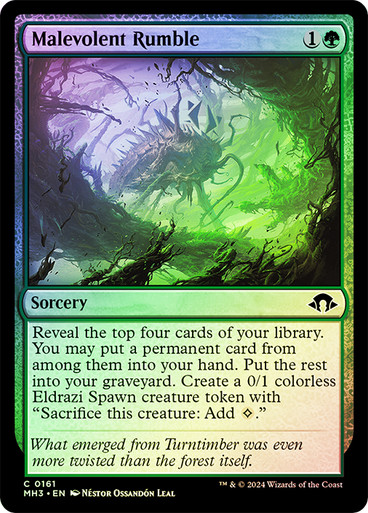 Malevolent Rumble 1
Sorcery
Reveal the top four cards of your library.
You may put a permanent card from
among them into your hand. Put the rest
into your graveyard. Create a 0/1 colorless
Eldrazi Spawn creature token with
“Sacrifice this creature: Add .”
What emerged from Turntimber was even
more twisted than the forest itself.
C 0161
MH3 • EN Néstor Ossandón Leal
™ & © 2024 Wizards of the Coast